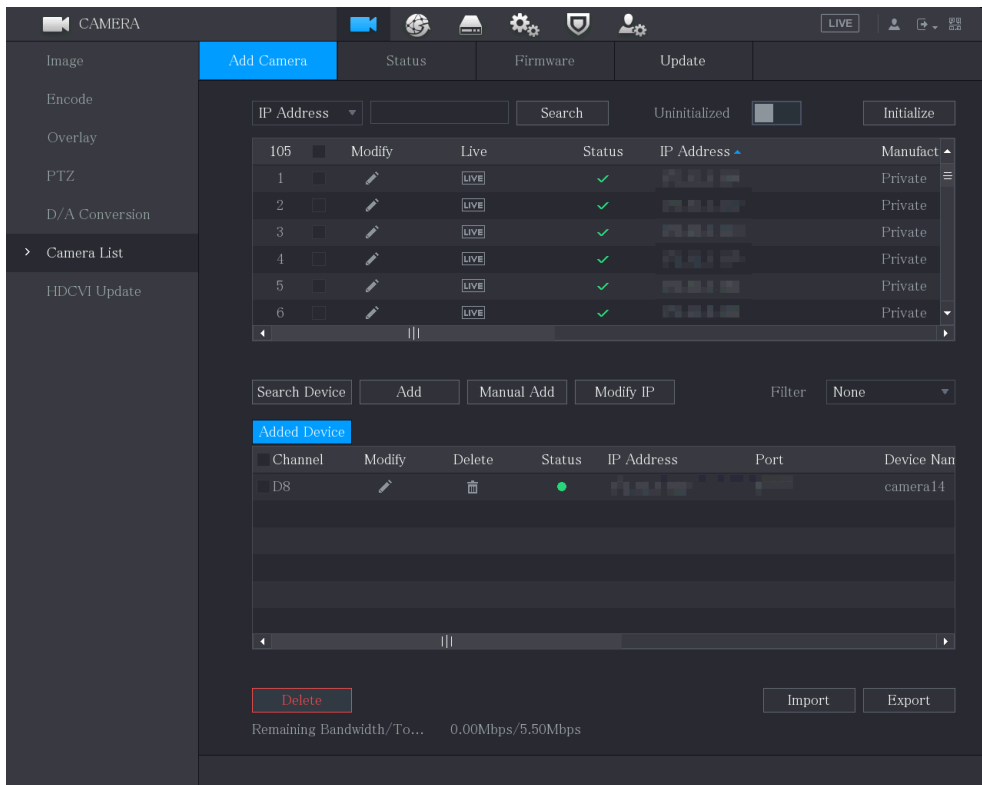 CAMERA LIVE
Image
Encode
Overlay
PTZ
D/A Conversion
Camera List
HDCVI Update
Add Camera Status Firmware Update
IP Address Search Uninitialized Initialize
105 Modify Live Status IP Address Manufact
1 LIVE Private
2 LIVE Private
3 LIVE Private
4 LIVE Private
5 LIVE Private
6 LIVE Private
Search Device Add Manual Add Modify IP Filter None
Added Device
Channel Modify Delete Status IP Address Port Device Nan
D8 camera14
Delete Import Export
Remaining Bandwidth/To... 0.00Mbps/5.50Mbps